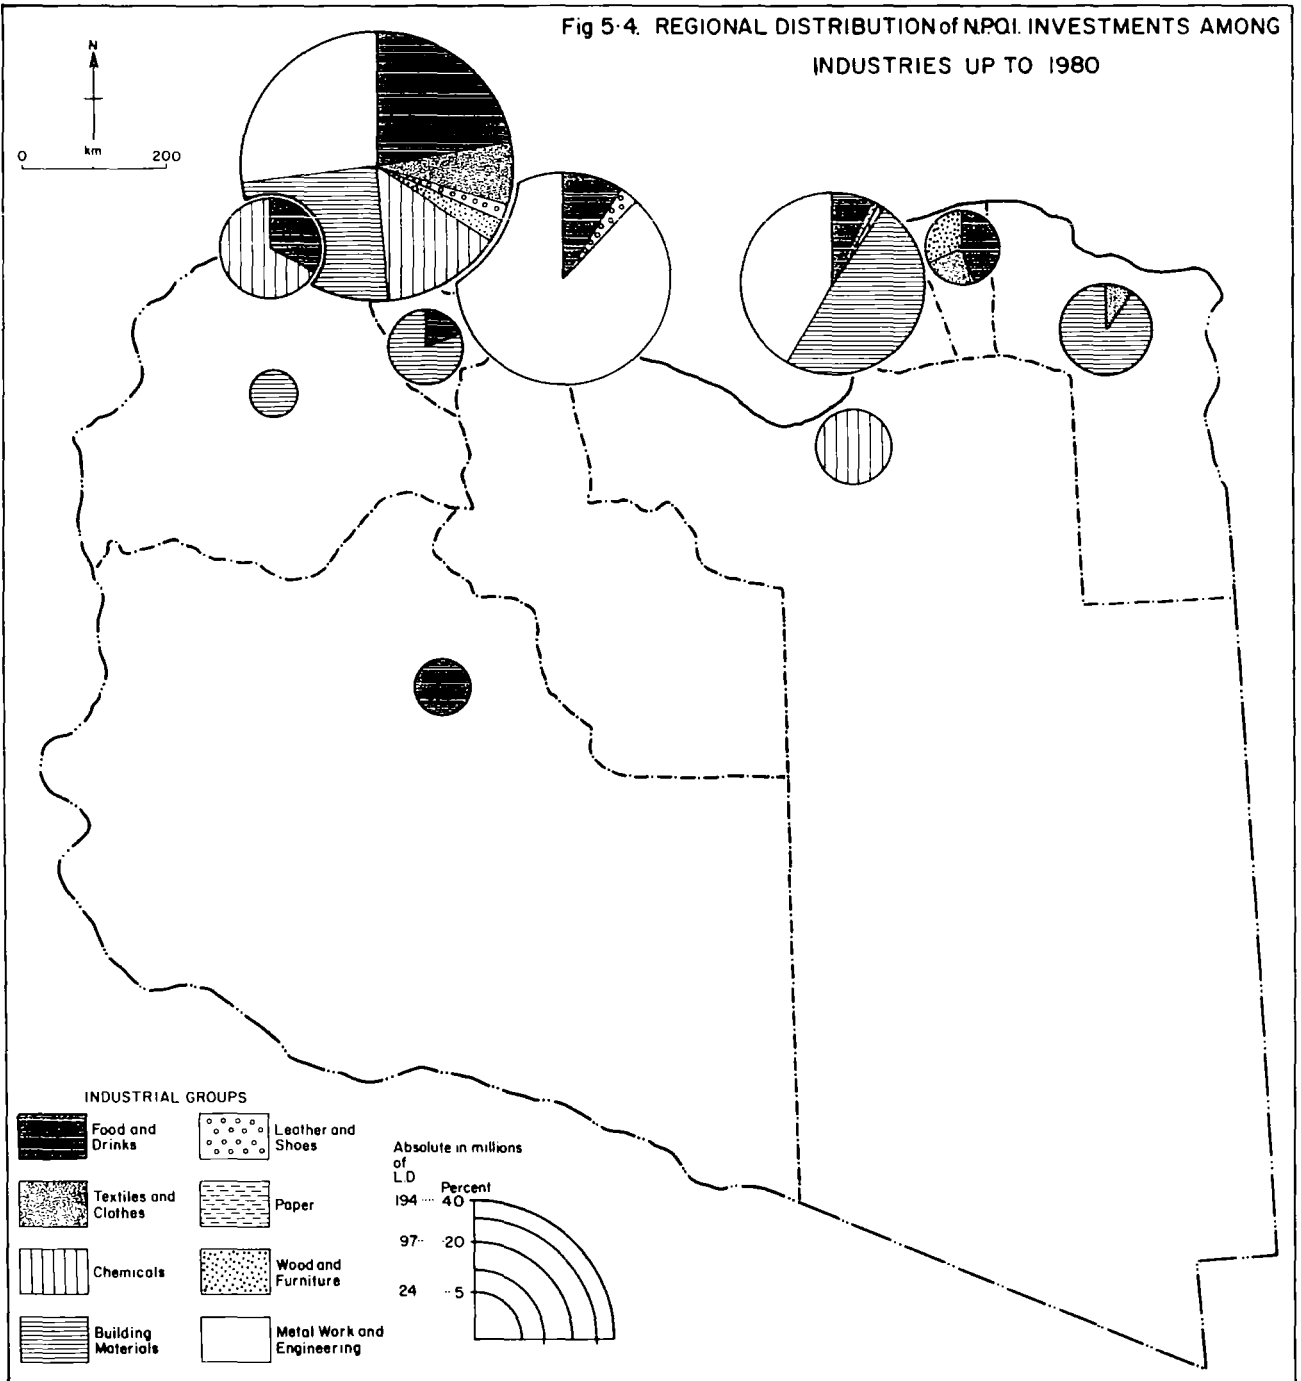 Fig 5·4. REGIONAL DISTRIBUTION of N.P.O.I. INVESTMENTS AMONG
INDUSTRIES UP TO 1980
N
km
0 200
INDUSTRIAL GROUPS
Food and
Drinks
Leather and
Shoes
Textiles and
Clothes
Paper
Chemicals
Wood and
Furniture
Building
Materials
Metal Work and
Engineering
Absolute in millions
of
L.D
Percent
194 40
97 20
24 5